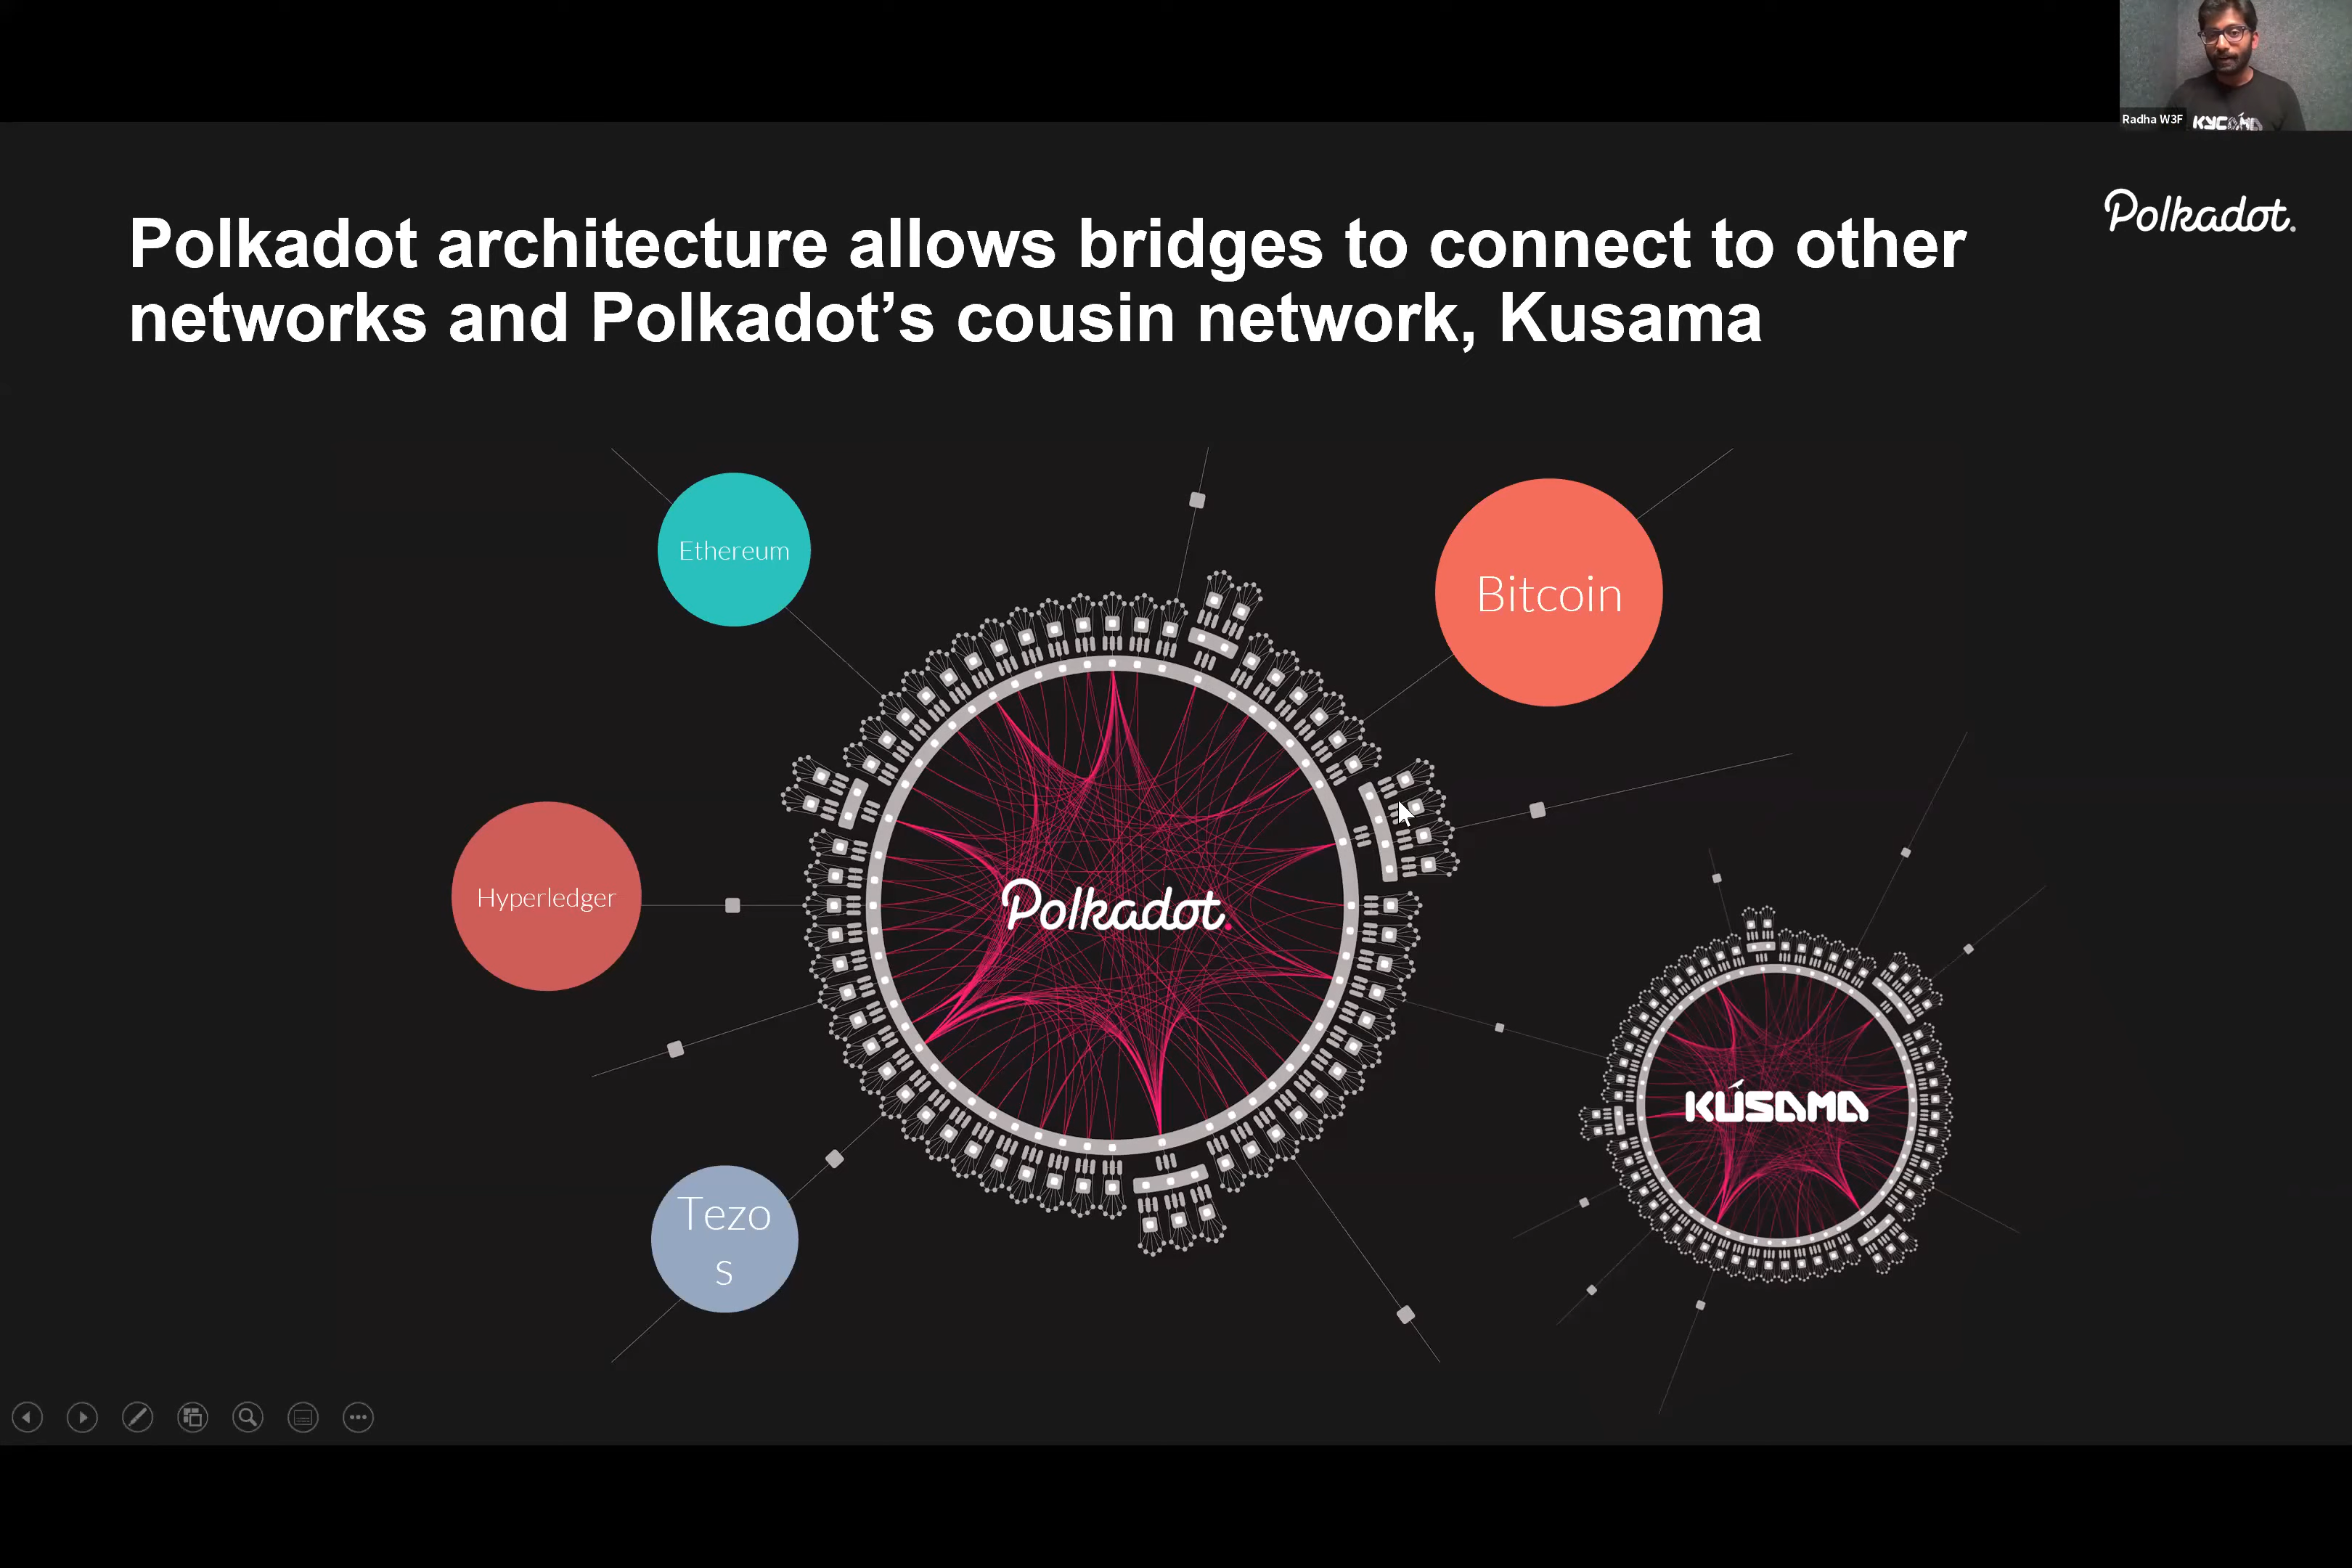 Radha W3F
Polkadot.
Polkadot architecture allows bridges to connect to other
networks and Polkadot’s cousin network, Kusama
Ethereum
Bitcoin
Hyperledger
Polkadot.
KUSAMA
Tezo
s